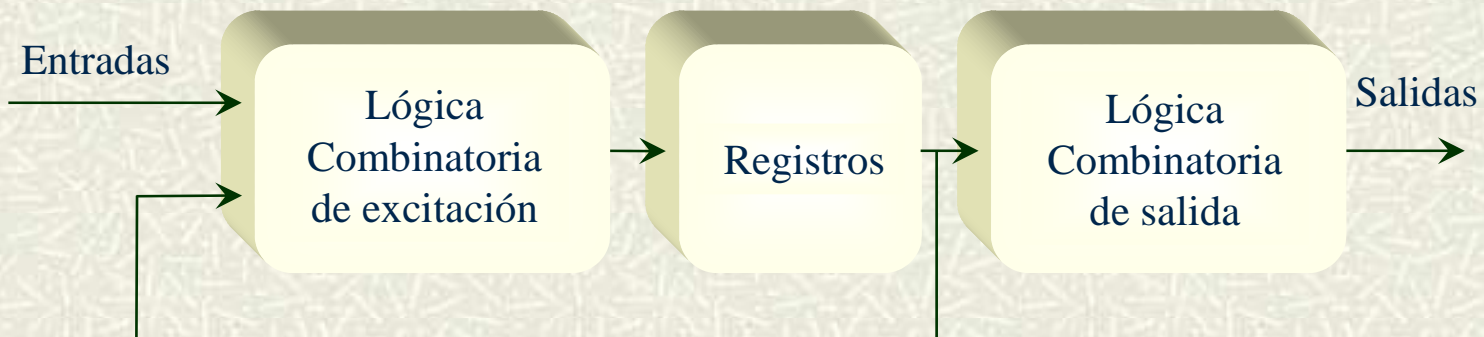 Entradas
Lógica
Combinatoria
de excitación
Registros
Lógica
Combinatoria
de salida
Salidas